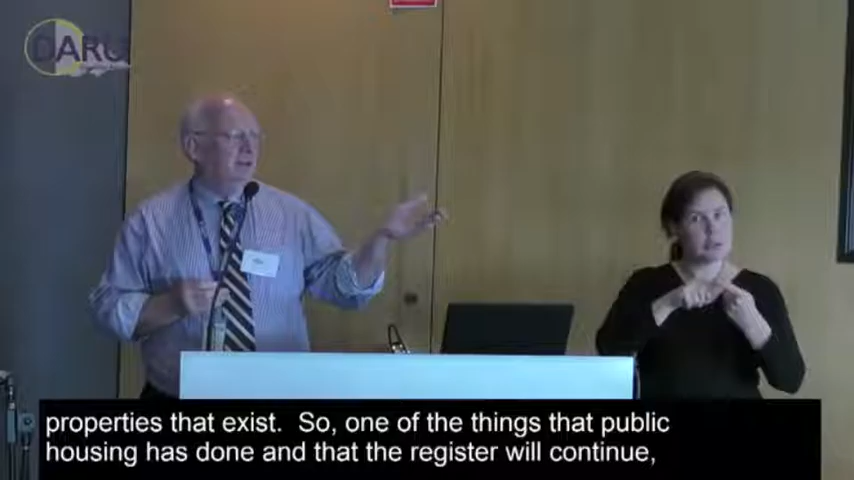 DARU
properties that exist.  So, one of the things that public
housing has done and that the register will continue,